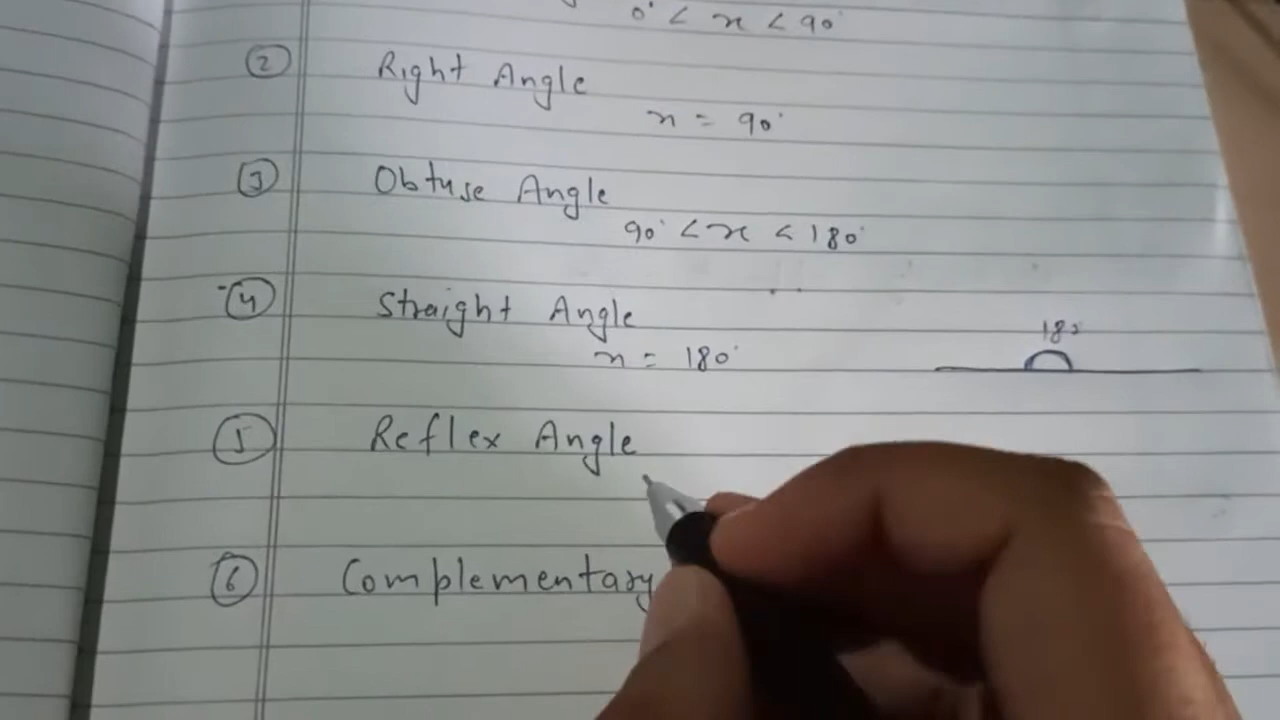 0° < x < 90°
② Right Angle
x = 90°
③ Obtuse Angle
90° < x < 180°
④ Straight Angle
180
x = 180°
⑤ Reflex Angle
⑥ Complementary